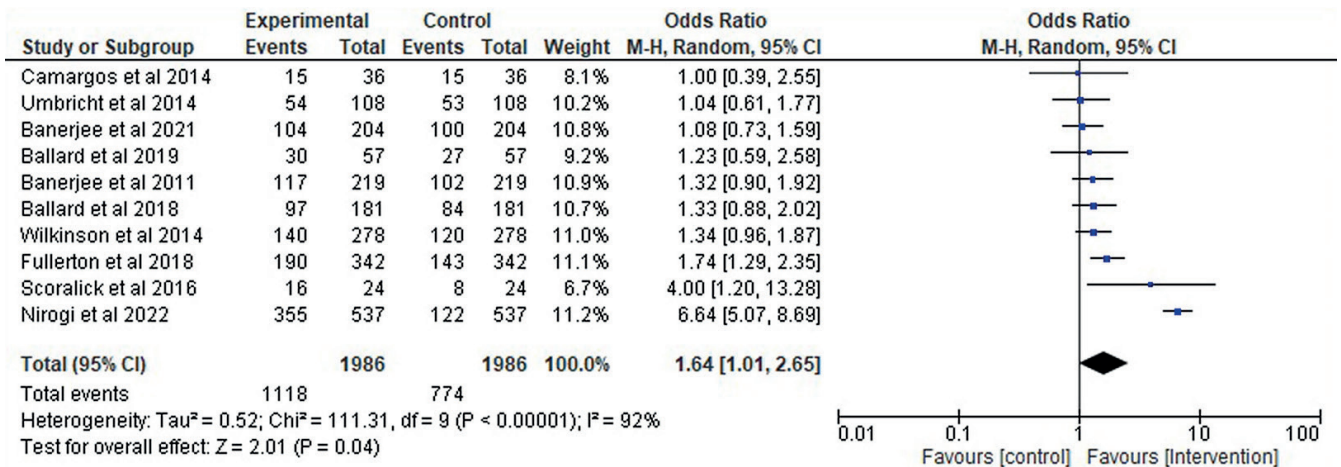 Experimental Control Odds Ratio Odds Ratio
Study or Subgroup Events Total Events Total Weight M-H, Random, 95% CI M-H, Random, 95% CI
Camargos et al 2014 15 36 15 36 8.1% 1.00 [0.39, 2.55]
Umbricht et al 2014 54 108 53 108 10.2% 1.04 [0.61, 1.77]
Banerjee et al 2021 104 204 100 204 10.8% 1.08 [0.73, 1.59]
Ballard et al 2019 30 57 27 57 9.2% 1.23 [0.59, 2.58]
Banerjee et al 2011 117 219 102 219 10.9% 1.32 [0.90, 1.92]
Ballard et al 2018 97 181 84 181 10.7% 1.33 [0.88, 2.02]
Wilkinson et al 2014 140 278 120 278 11.0% 1.34 [0.96, 1.87]
Fullerton et al 2018 190 342 143 342 11.1% 1.74 [1.29, 2.35]
Scoralick et al 2016 16 24 8 24 6.7% 4.00 [1.20, 13.28]
Nirogi et al 2022 355 537 122 537 11.2% 6.64 [5.07, 8.69]
Total (95% CI) 1986 1986 100.0% 1.64 [1.01, 2.65]
Total events 1118 774
Heterogeneity: Tau² = 0.52; Chi² = 111.31, df = 9 (P < 0.00001); I² = 92%
Test for overall effect: Z = 2.01 (P = 0.04)
0.01 0.1 1 10 100
Favours [control] Favours [Intervention]